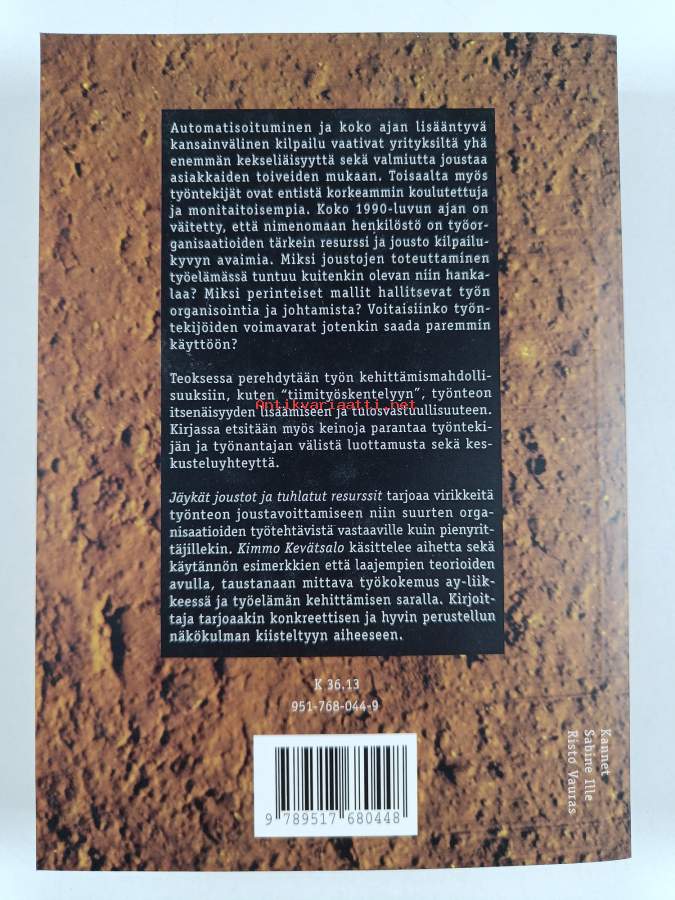 Automatisoituminen ja koko ajan lisääntyvä
kansainvälinen kilpailu vaativat yrityksiltä yhä
enemmän kekseliäisyyttä sekä valmiutta joustaa
asiakkaiden toiveiden mukaan. Toisaalta myös
työntekijät ovat entistä korkeammin koulutettuja
ja monitaitoisempia. Koko 1990-luvun ajan on
väitetty, että nimenomaan henkilöstö on työor-
ganisaatioiden tärkein resurssi ja jousto kilpailu-
kyvyn avaimia. Miksi joustojen toteuttaminen
työelämässä tuntuu kuitenkin olevan niin hanka-
laa? Miksi perinteiset mallit hallitsevat työn
organisointia ja johtamista? Voitaisiinko työn-
tekijöiden voimavarat jotenkin saada paremmin
käyttöön?
Teoksessa perehdytään työn kehittämismahdolli-
suuksiin, kuten "tiimityöskentelyyn", työnteon
Antikvariaatti.net
itsenäisyyden lisäämiseen ja tulosvastuullisuuteen.
Kirjassa etsitään myös keinoja parantaa työnteki-
jän ja työnantajan välistä luottamusta sekä kes-
kusteluyhteyttä.
Jäykät joustot ja tuhlatut resurssit tarjoaa virikkeitä
työnteon joustavoittamiseen niin suurten orga-
nisaatioiden työtehtävistä vastaaville kuin pienyrit-
täjillekin. Kimmo Kevätsalo käsittelee aihetta sekä
käytännön esimerkkien että laajempien teorioiden
avulla, taustanaan mittava työkokemus ay-liik-
keessä ja työelämän kehittämisen saralla. Kirjoit-
taja tarjoaakin konkreettisen ja hyvin perustellun
näkökulman kiisteltyyn aiheeseen.
K 36.13
951-768-044-9
9 789517 680448
Kannet
Sabine Ille
Risto Vauras